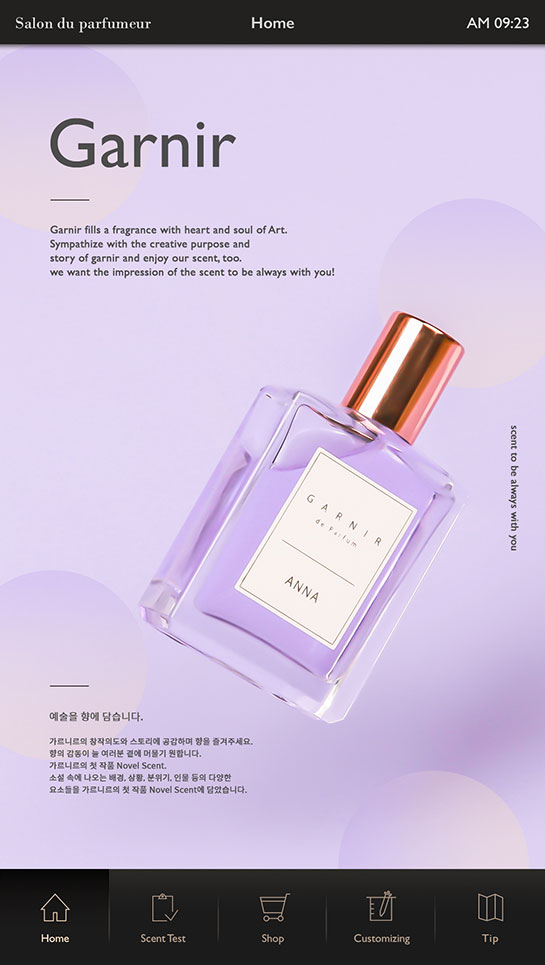 Salon du parfumeur
Home
AM 09:23
Garnir
Garnir fills a fragrance with heart and soul of Art.
Sympathize with the creative purpose and
story of garnir and enjoy our scent, too.
we want the impression of the scent to be always with you!
scent to be always with you
GARNIR
de Parfum
ANNA
예술을 향에 담습니다.
가르니르의 창작의도와 스토리에 공감하며 향을 즐겨주세요.
향의 감동이 늘 여러분 곁에 머물기 원합니다.
가르니르의 첫 작품 Novel Scent.
소설 속에 나오는 배경, 상황, 분위기, 인물 등의 다양한
요소들을 가르니르의 첫 작품 Novel Scent에 담았습니다.
Home
Scent Test
Shop
Customizing
Tip